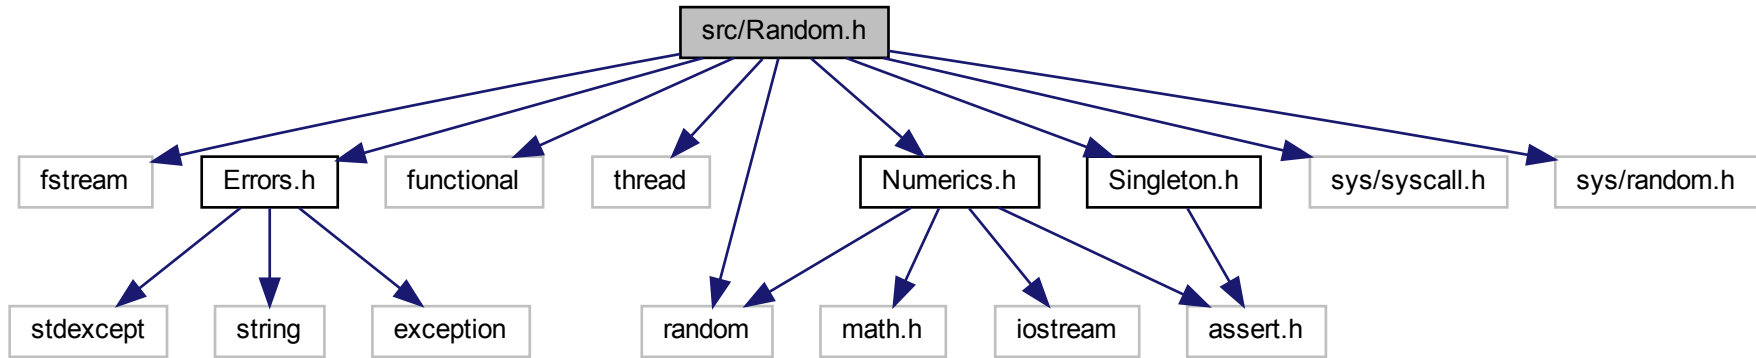 src/Random.h
fstream
Errors.h
functional
thread
Numerics.h
Singleton.h
sys/syscall.h
sys/random.h
stdexcept
string
exception
random
math.h
iostream
assert.h